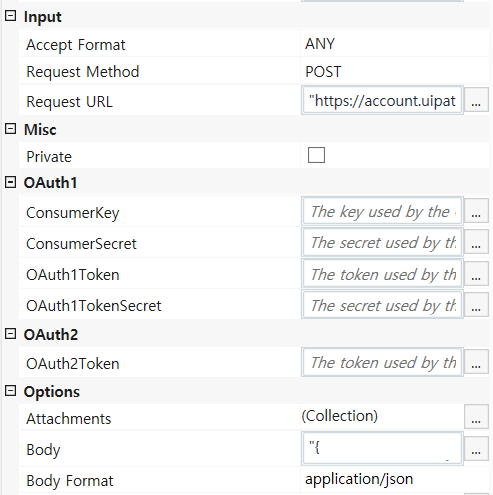 Input
Accept Format ANY
Request Method POST
Request URL "https://account.uipat ...
Misc
Private
OAuth1
ConsumerKey The key used by the ...
ConsumerSecret The secret used by th ...
OAuth1Token The token used by th ...
OAuth1TokenSecret The secret used by th ...
OAuth2
OAuth2Token The token used by th ...
Options
Attachments (Collection) ...
Body "{ ...
Body Format application/json